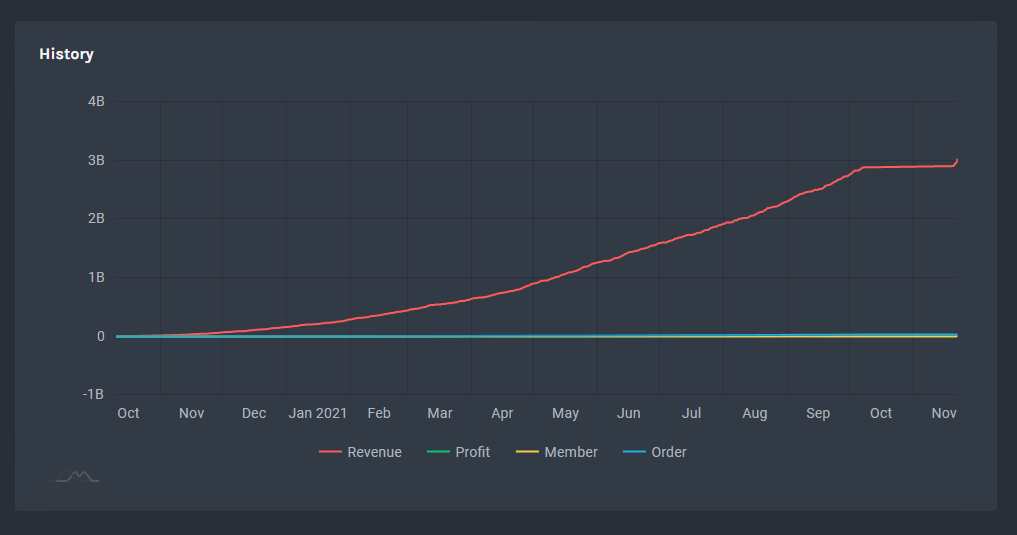 History
4B
3B
2B
1B
0
-1B
Oct Nov Dec Jan 2021 Feb Mar Apr May Jun Jul Aug Sep Oct Nov
Revenue Profit Member Order